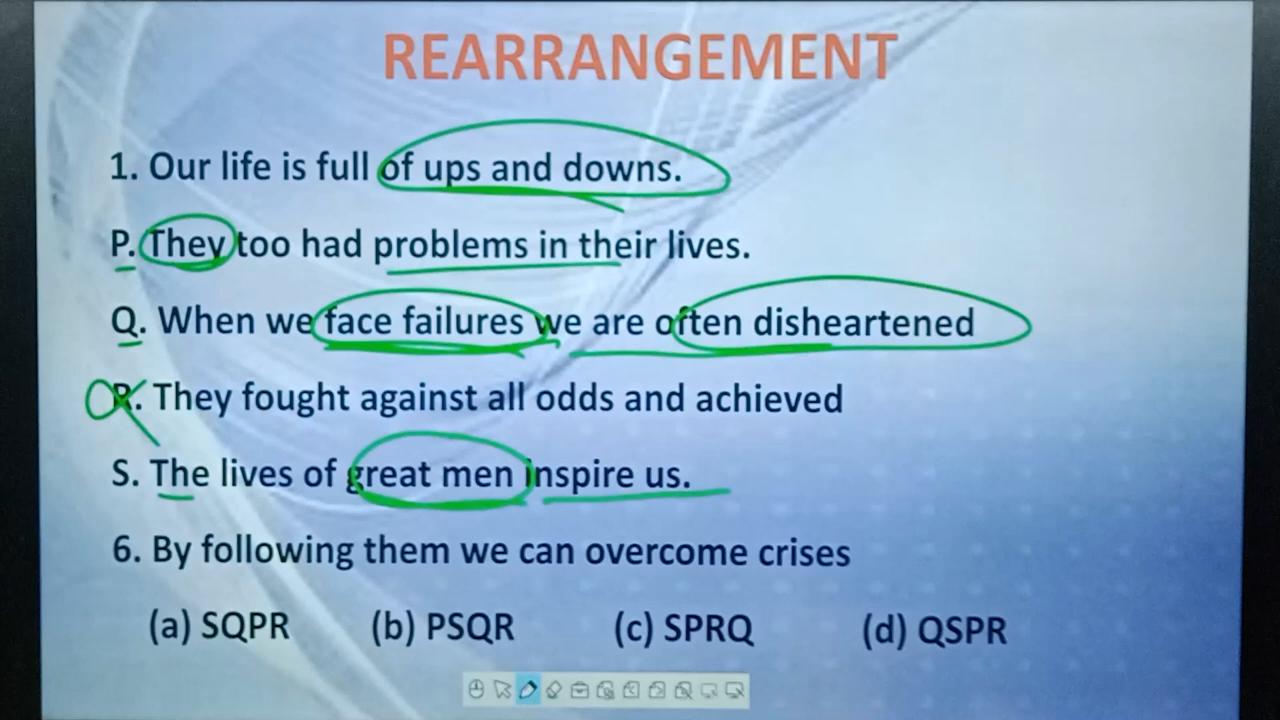 REARRANGEMENT
1. Our life is full of ups and downs.
P. They too had problems in their lives.
Q. When we face failures we are often disheartened
R. They fought against all odds and achieved
S. The lives of great men inspire us.
6. By following them we can overcome crises
(a) SQPR (b) PSQR (c) SPRQ (d) QSPR